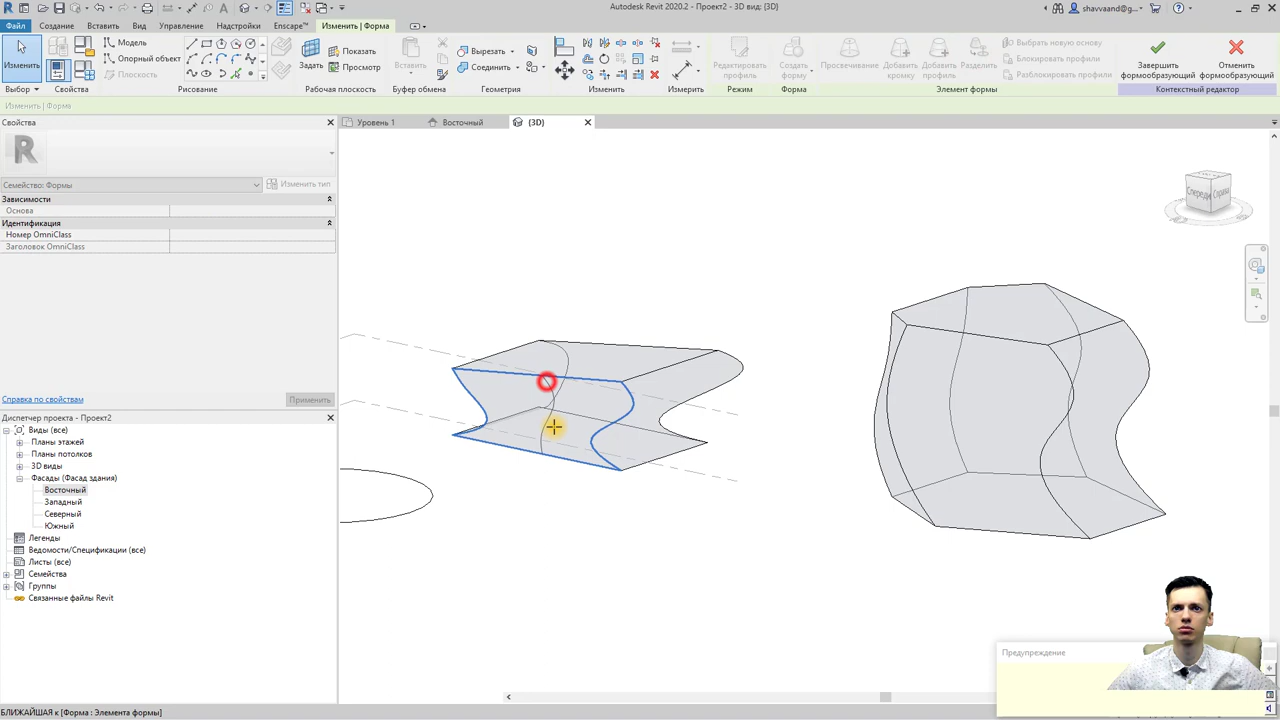 Autodesk Revit 2020.2 - Проект2 - 3D вид: {3D}
shavvaand@g...
Файл
Создание
Вставить
Вид
Управление
Надстройки
Enscape™
Изменить | Форма
Изменить
Модель
Опорный объект
Плоскость
Задать
Показать
Просмотр
Вставить
Вырезать
Соединить
Редактировать профиль
Создать форму
Просвечивание
Добавить кромку
Добавить профиль
Разделить
Выбрать новую основу
Блокировать профили
Разблокировать профили
Завершить формообразующий
Отменить формообразующий
Выбор
Свойства
Рисование
Рабочая плоскость
Буфер обмена
Геометрия
Изменить
Измерить
Режим
Форма
Элемент формы
Контекстный редактор
Изменить | Форма
Свойства
Уровень 1
Восточный
{3D}
Семейство: Формы
Изменить тип
Зависимости
Основа
Идентификация
Номер OmniClass
Заголовок OmniClass
Справка по свойствам
Применить
Диспетчер проекта - Проект2
Виды (все)
Планы этажей
Планы потолков
3D виды
Фасады (Фасад здания)
Восточный
Западный
Северный
Южный
Легенды
Ведомости/Спецификации (все)
Листы (все)
Семейства
Группы
Связанные файлы Revit
Спереди
Справа
Предупреждение
БЛИЖАЙШАЯ к [Форма : Элемента формы]